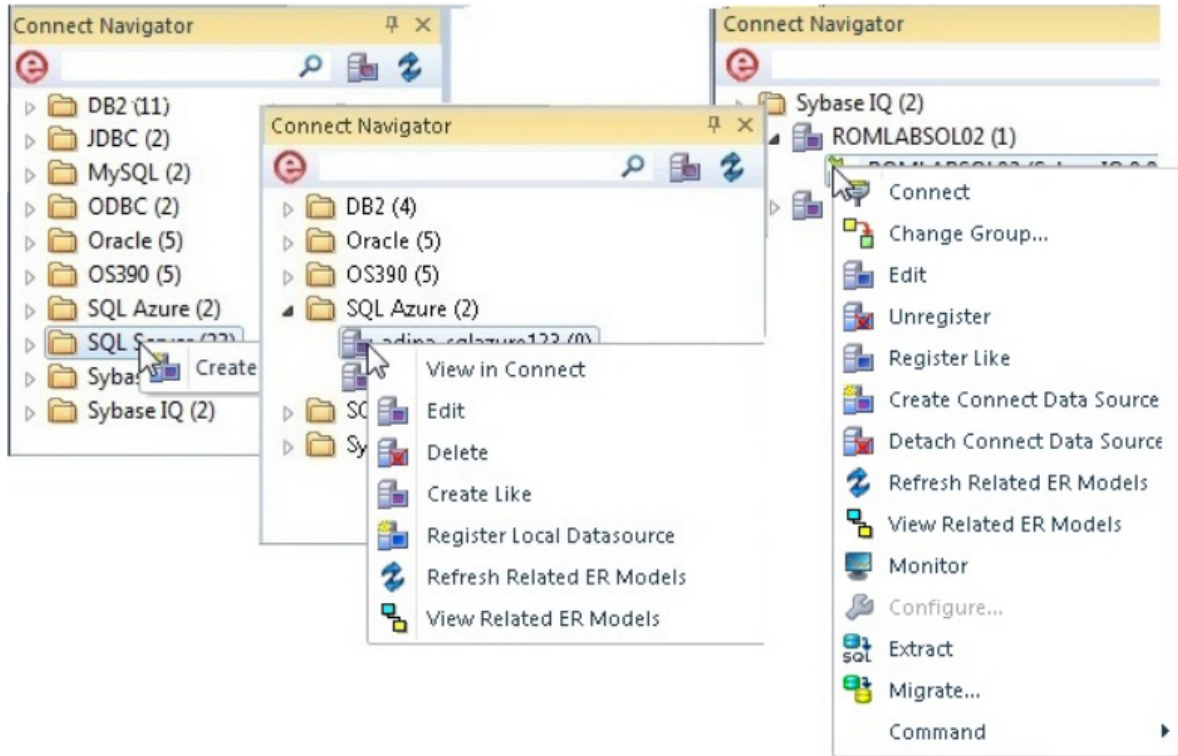 Connect Navigator
DB2 (11)
JDBC (2)
MySQL (2)
ODBC (2)
Oracle (5)
OS390 (5)
SQL Azure (2)
SQL Server
Create
Sybase IQ (2)
Connect Navigator
DB2 (4)
Oracle (5)
OS390 (5)
SQL Azure (2)
View in Connect
Edit
Delete
Create Like
Register Local Datasource
Refresh Related ER Models
View Related ER Models
Connect Navigator
Sybase IQ (2)
ROMLABSOL02 (1)
Connect
Change Group...
Edit
Unregister
Register Like
Create Connect Data Source
Detach Connect Data Source
Refresh Related ER Models
View Related ER Models
Monitor
Configure...
SQL Extract
Migrate...
Command